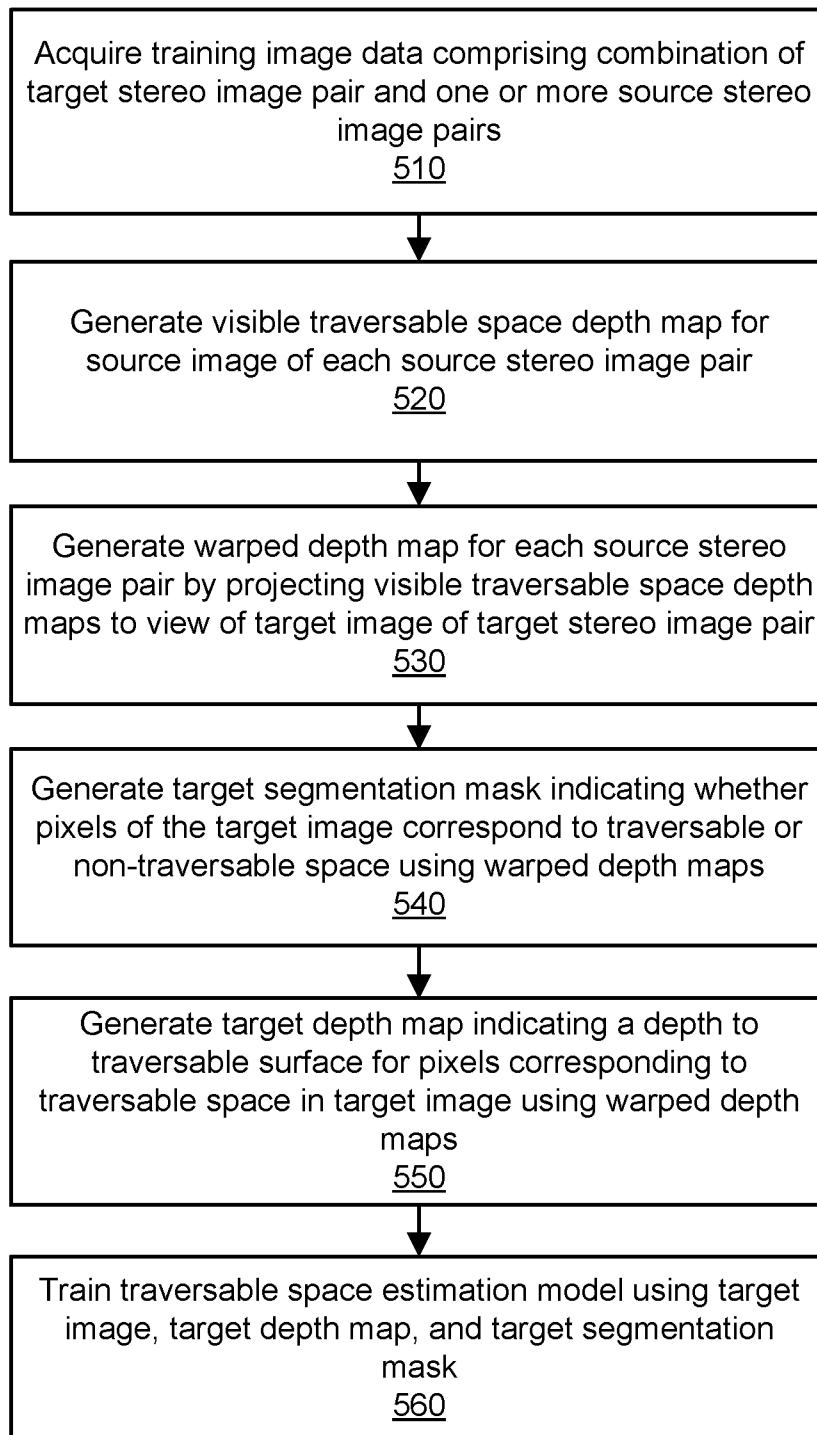 Acquire training image data comprising combination of
target stereo image pair and one or more source stereo
image pairs
510
Generate visible traversable space depth map for
source image of each source stereo image pair
520
Generate warped depth map for each source stereo
image pair by projecting visible traversable space depth
maps to view of target image of target stereo image pair
530
Generate target segmentation mask indicating whether
pixels of the target image correspond to traversable or
non-traversable space using warped depth maps
540
Generate target depth map indicating a depth to
traversable surface for pixels corresponding to
traversable space in target image using warped depth
maps
550
Train traversable space estimation model using target
image, target depth map, and target segmentation
mask
560